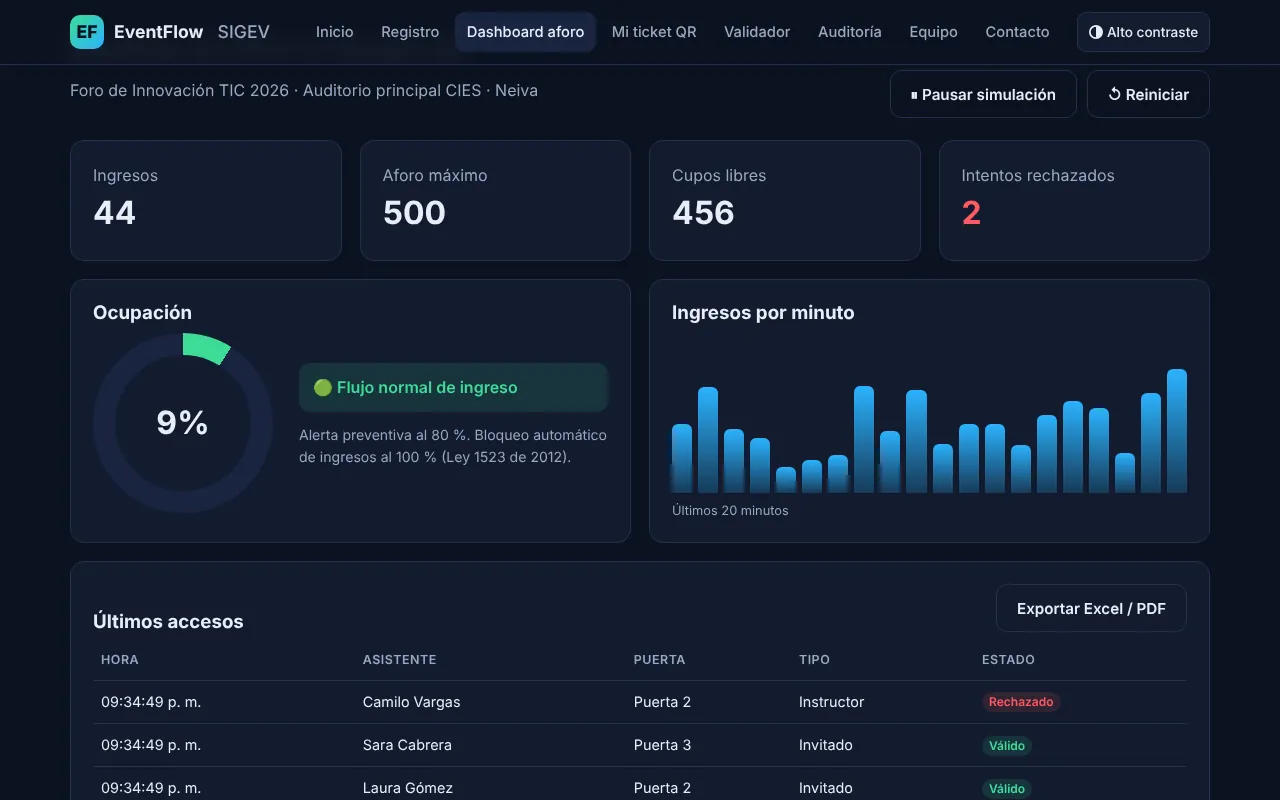 EF EventFlow SIGEV Inicio Registro Dashboard aforo Mi ticket QR Validador Auditoría Equipo Contacto Alto contraste
Foro de Innovación TIC 2026 · Auditorio principal CIES · Neiva
Pausar simulación Reiniciar
Ingresos
44
Aforo máximo
500
Cupos libres
456
Intentos rechazados
2
Ocupación
9%
Flujo normal de ingreso
Alerta preventiva al 80 %. Bloqueo automático
de ingresos al 100 % (Ley 1523 de 2012).
Ingresos por minuto
Últimos 20 minutos
Últimos accesos
Exportar Excel / PDF
HORA ASISTENTE PUERTA TIPO ESTADO
09:34:49 p. m. Camilo Vargas Puerta 2 Instructor Rechazado
09:34:49 p. m. Sara Cabrera Puerta 3 Invitado Válido
09:34:49 p. m. Laura Gómez Puerta 2 Invitado Válido